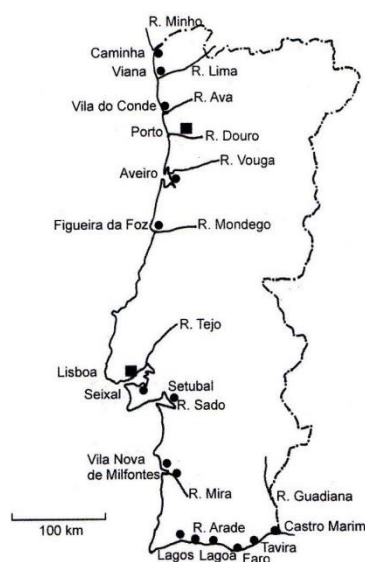 R. Minho
Caminha
Viana
R. Lima
Vila do Conde
R. Ava
Porto
R. Douro
R. Vouga
Aveiro
Figueira da Foz
R. Mondego
R. Tejo
Lisboa
Seixal
Setubal
R. Sado
Vila Nova
de Milfontes
R. Mira
R. Guadiana
100 km
R. Arade
Castro Marim
Lagos
Lagoa
Faro
Tavira